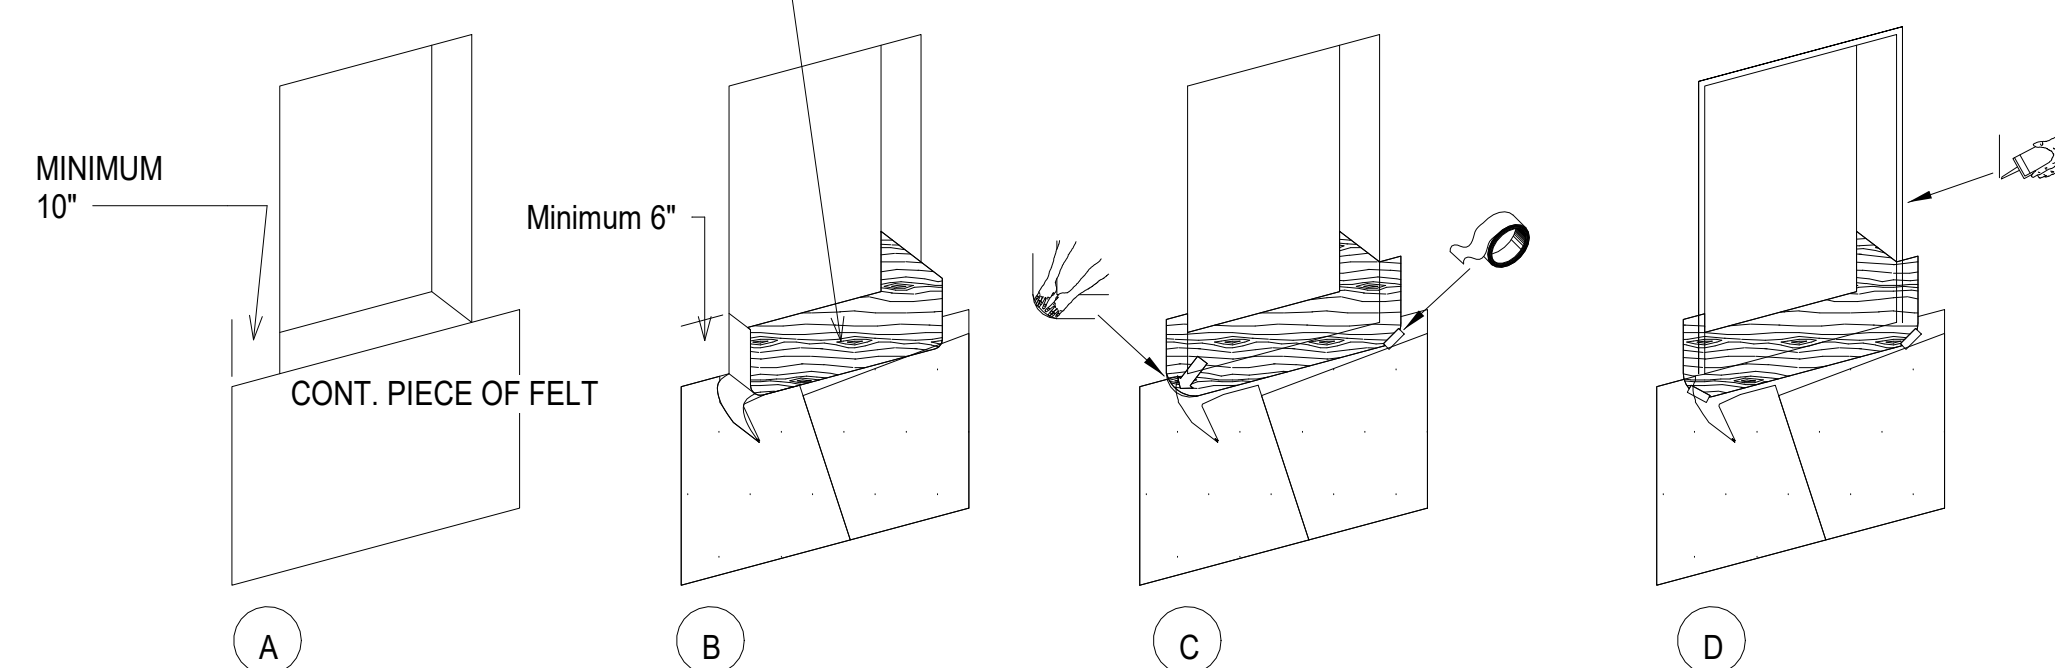 MINIMUM
10"
Minimum 6"
CONT. PIECE OF FELT
A
B
C
D